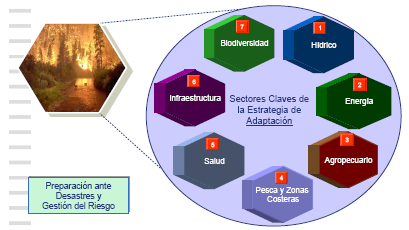 7
Biodiversidad
1
Hídrico
6
Infraestructura
Sectores Claves de
la Estrategia de
Adaptación
2
Energía
5
Salud
3
Agropecuario
4
Pesca y Zonas
Costeras
Preparación ante
Desastres y
Gestión del Riesgo